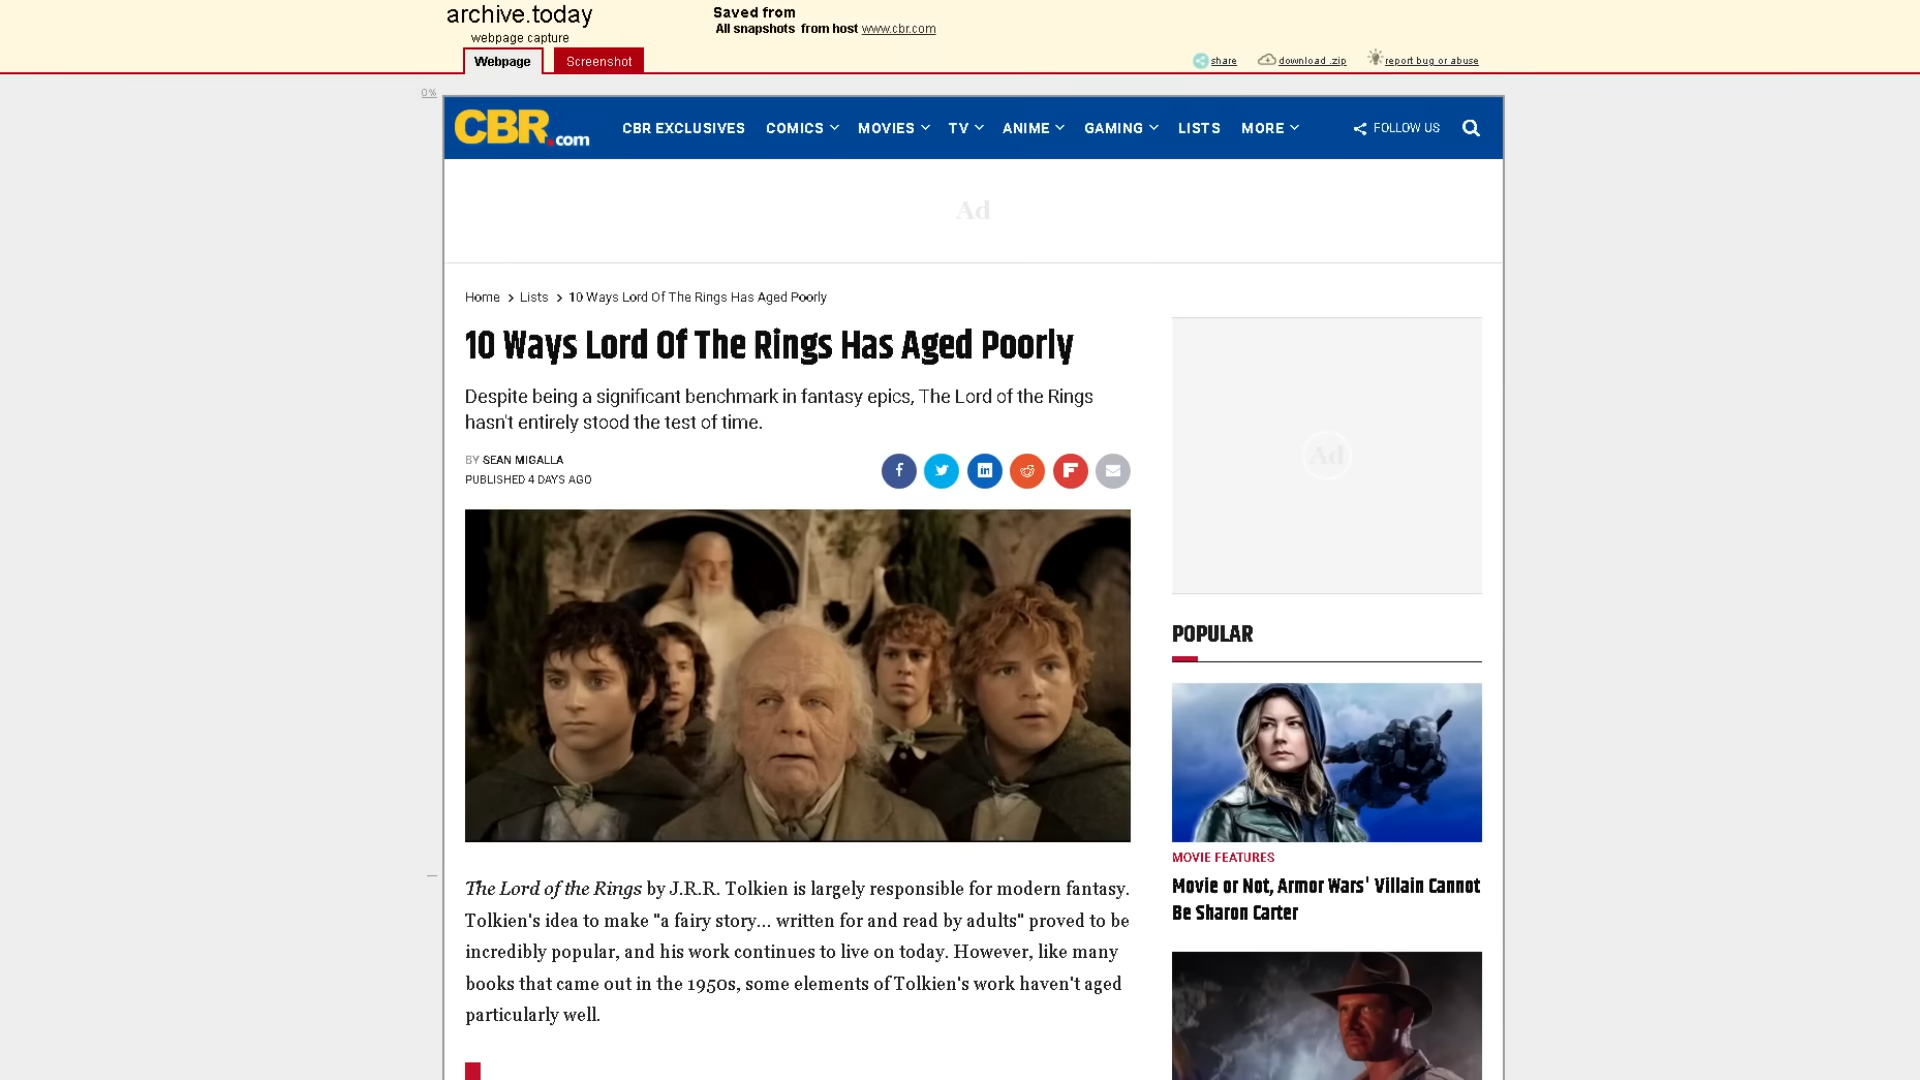 archive.today
webpage capture
Saved from
All snapshots from host www.cbr.com
Webpage
Screenshot
share
download .zip
report bug or abuse
0%
CBR.com
CBR EXCLUSIVES COMICS MOVIES TV ANIME GAMING LISTS MORE FOLLOW US
Ad
Home > Lists > 10 Ways Lord Of The Rings Has Aged Poorly
10 Ways Lord Of The Rings Has Aged Poorly
Despite being a significant benchmark in fantasy epics, The Lord of the Rings
hasn't entirely stood the test of time.
BY SEAN MIGALLA
PUBLISHED 4 DAYS AGO
The Lord of the Rings by J.R.R. Tolkien is largely responsible for modern fantasy.
Tolkien's idea to make "a fairy story... written for and read by adults" proved to be
incredibly popular, and his work continues to live on today. However, like many
books that came out in the 1950s, some elements of Tolkien's work haven't aged
particularly well.
Ad
POPULAR
MOVIE FEATURES
Movie or Not, Armor Wars' Villain Cannot
Be Sharon Carter